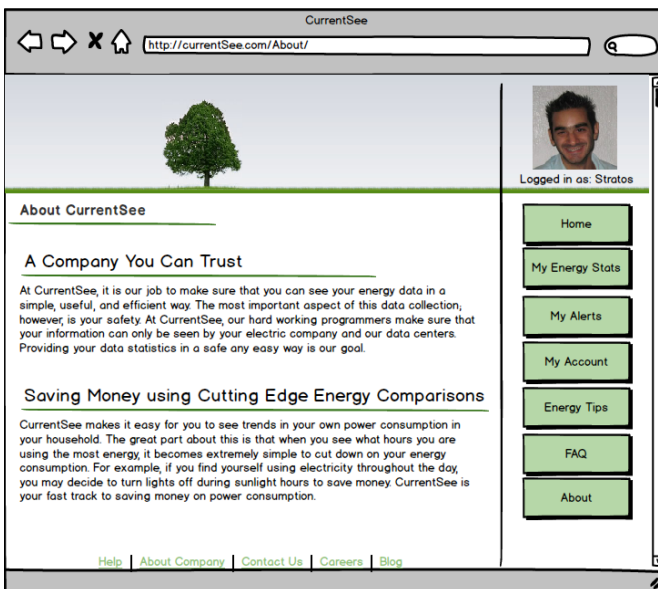 CurrentSee
http://currentSee.com/About/
Logged in as: Stratos
About CurrentSee
A Company You Can Trust
At CurrentSee, it is our job to make sure that you can see your energy data in a
simple, useful, and efficient way. The most important aspect of this data collection,
however, is your safety. At CurrentSee, our hard working programmers make sure that
your information can only be seen by your electric company and our data centers.
Providing your data statistics in a safe any easy way is our goal.
Saving Money using Cutting Edge Energy Comparisons
CurrentSee makes it easy for you to see trends in your own power consumption in
your household. The great part about this is that when you see what hours you are
using the most energy, it becomes extremely simple to cut down on your energy
consumption. For example, if you find yourself using electricity throughout the day,
you may decide to turn lights off during sunlight hours to save money. CurrentSee is
your fast track to saving money on power consumption.
Home
My Energy Stats
My Alerts
My Account
Energy Tips
FAQ
About
Help | About Company | Contact Us | Careers | Blog